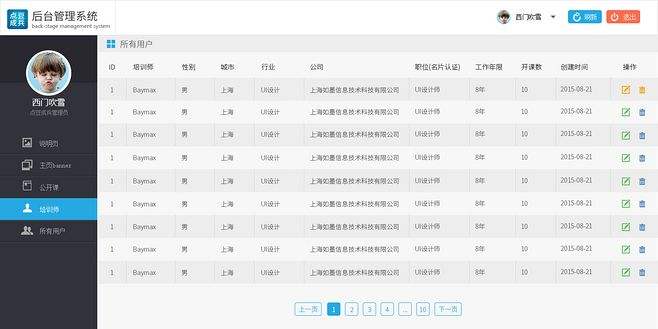 点豆成兵 后台管理系统
back-stage management system
西门吹雪 刷新 退出
西门吹雪
点豆成兵管理员
说明页
主页banner
公开课
培训师
所有用户
所有用户
ID 培训师 性别 城市 行业 公司 职位(名片认证) 工作年限 开课数 创建时间 操作
1 Baymax 男 上海 UI设计 上海如墨信息技术科技有限公司 UI设计师 8年 10 2015-08-21
1 Baymax 男 上海 UI设计 上海如墨信息技术科技有限公司 UI设计师 8年 10 2015-08-21
1 Baymax 男 上海 UI设计 上海如墨信息技术科技有限公司 UI设计师 8年 10 2015-08-21
1 Baymax 男 上海 UI设计 上海如墨信息技术科技有限公司 UI设计师 8年 10 2015-08-21
1 Baymax 男 上海 UI设计 上海如墨信息技术科技有限公司 UI设计师 8年 10 2015-08-21
1 Baymax 男 上海 UI设计 上海如墨信息技术科技有限公司 UI设计师 8年 10 2015-08-21
1 Baymax 男 上海 UI设计 上海如墨信息技术科技有限公司 UI设计师 8年 10 2015-08-21
1 Baymax 男 上海 UI设计 上海如墨信息技术科技有限公司 UI设计师 8年 10 2015-08-21
1 Baymax 男 上海 UI设计 上海如墨信息技术科技有限公司 UI设计师 8年 10 2015-08-21
上一页 1 2 3 4 ... 10 下一页